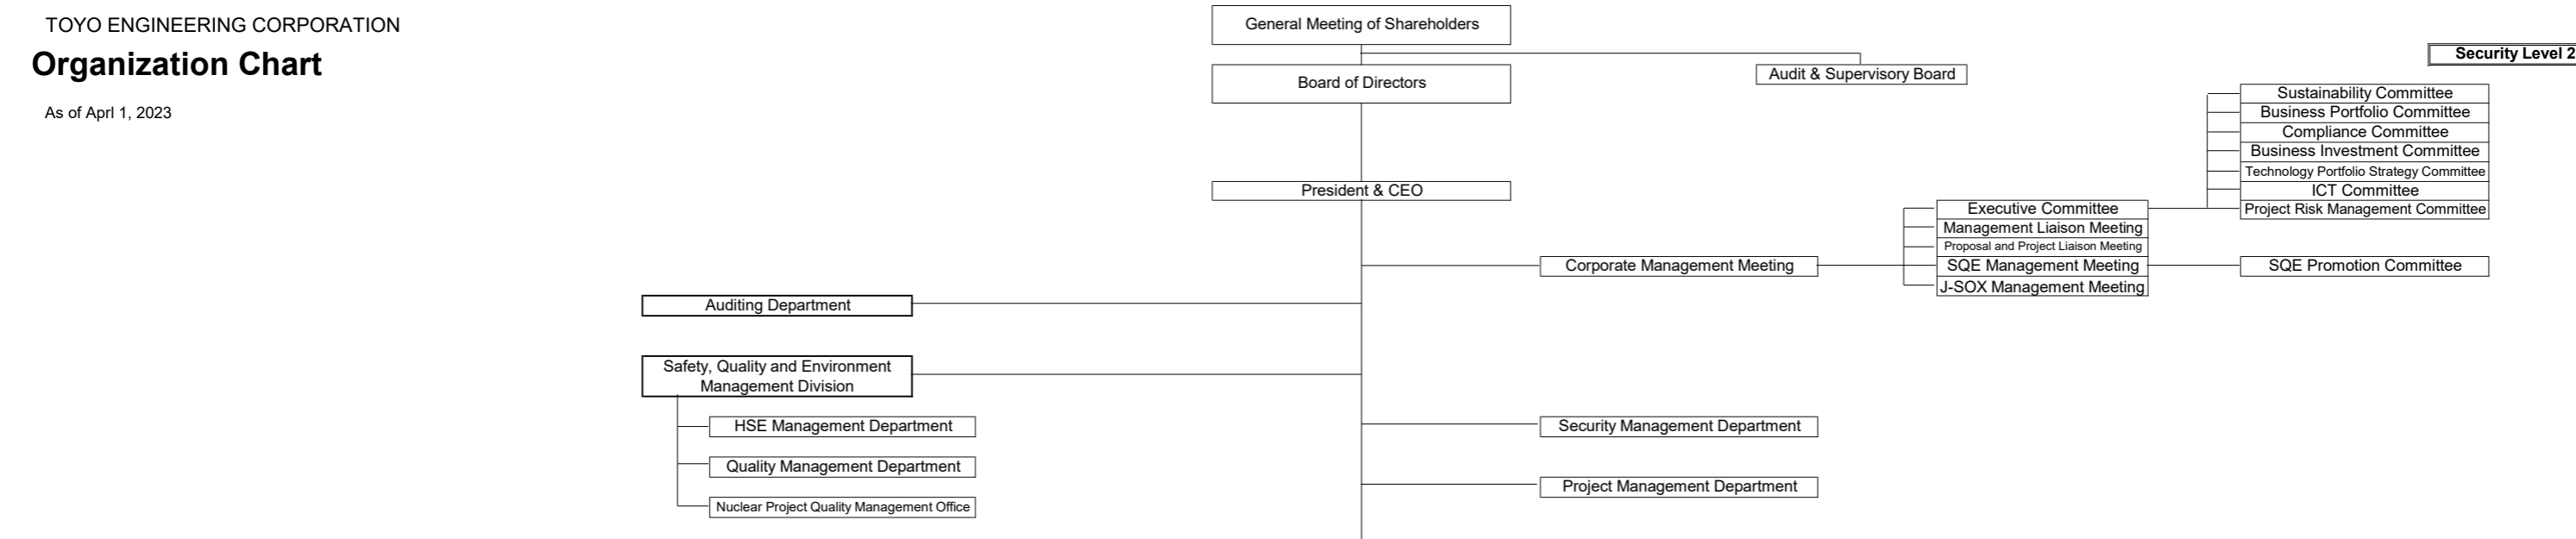 TOYO ENGINEERING CORPORATION
Organization Chart
As of Aprl 1, 2023
General Meeting of Shareholders
Security Level 2
Audit & Supervisory Board
Board of Directors
Sustainability Committee
Business Portfolio Committee
Compliance Committee
Business Investment Committee
Technology Portfolio Strategy Committee
ICT Committee
Project Risk Management Committee
President & CEO
Executive Committee
Management Liaison Meeting
Proposal and Project Liaison Meeting
SQE Management Meeting
J-SOX Management Meeting
Corporate Management Meeting
SQE Promotion Committee
Auditing Department
Safety, Quality and Environment
Management Division
HSE Management Department
Quality Management Department
Nuclear Project Quality Management Office
Security Management Department
Project Management Department